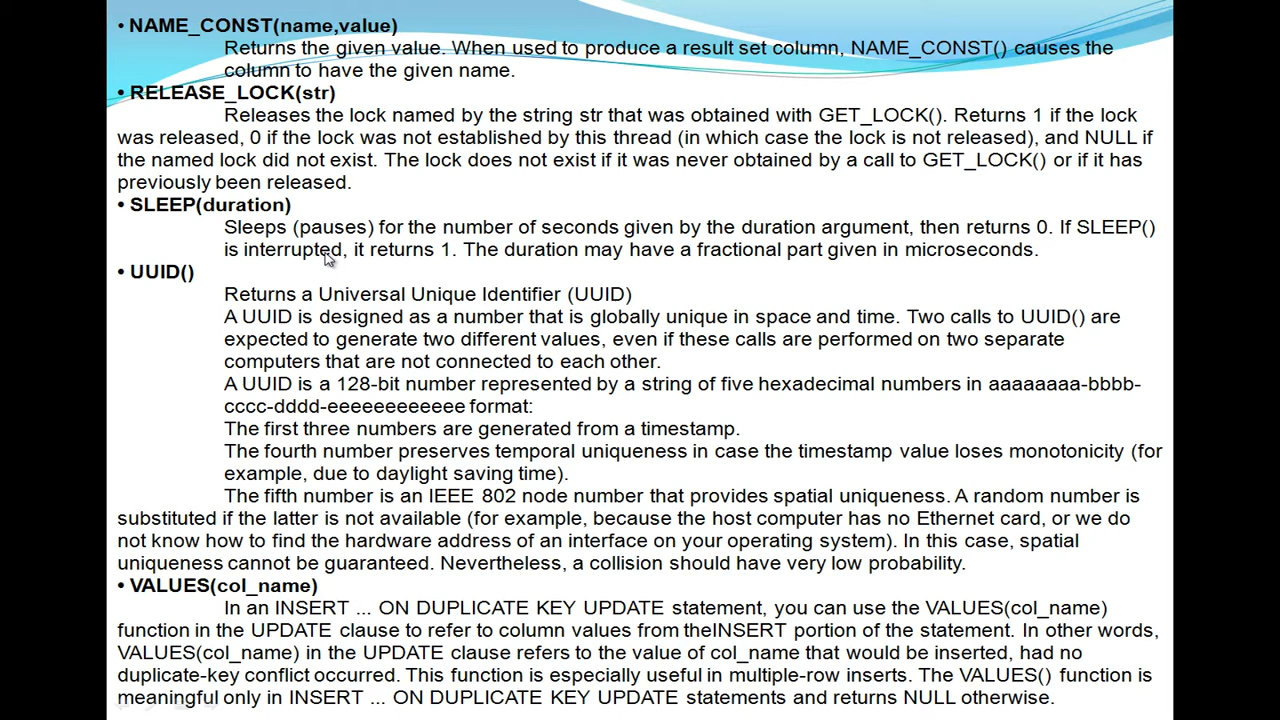 • NAME_CONST(name,value)
Returns the given value. When used to produce a result set column, NAME_CONST() causes the
column to have the given name.
• RELEASE_LOCK(str)
Releases the lock named by the string str that was obtained with GET_LOCK(). Returns 1 if the lock
was released, 0 if the lock was not established by this thread (in which case the lock is not released), and NULL if
the named lock did not exist. The lock does not exist if it was never obtained by a call to GET_LOCK() or if it has
previously been released.
• SLEEP(duration)
Sleeps (pauses) for the number of seconds given by the duration argument, then returns 0. If SLEEP()
is interrupted, it returns 1. The duration may have a fractional part given in microseconds.
• UUID()
Returns a Universal Unique Identifier (UUID)
A UUID is designed as a number that is globally unique in space and time. Two calls to UUID() are
expected to generate two different values, even if these calls are performed on two separate
computers that are not connected to each other.
A UUID is a 128-bit number represented by a string of five hexadecimal numbers in aaaaaaaa-bbbb-
cccc-dddd-eeeeeeeeeeee format:
The first three numbers are generated from a timestamp.
The fourth number preserves temporal uniqueness in case the timestamp value loses monotonicity (for
example, due to daylight saving time).
The fifth number is an IEEE 802 node number that provides spatial uniqueness. A random number is
substituted if the latter is not available (for example, because the host computer has no Ethernet card, or we do
not know how to find the hardware address of an interface on your operating system). In this case, spatial
uniqueness cannot be guaranteed. Nevertheless, a collision should have very low probability.
• VALUES(col_name)
In an INSERT ... ON DUPLICATE KEY UPDATE statement, you can use the VALUES(col_name)
function in the UPDATE clause to refer to column values from theINSERT portion of the statement. In other words,
VALUES(col_name) in the UPDATE clause refers to the value of col_name that would be inserted, had no
duplicate-key conflict occurred. This function is especially useful in multiple-row inserts. The VALUES() function is
meaningful only in INSERT ... ON DUPLICATE KEY UPDATE statements and returns NULL otherwise.